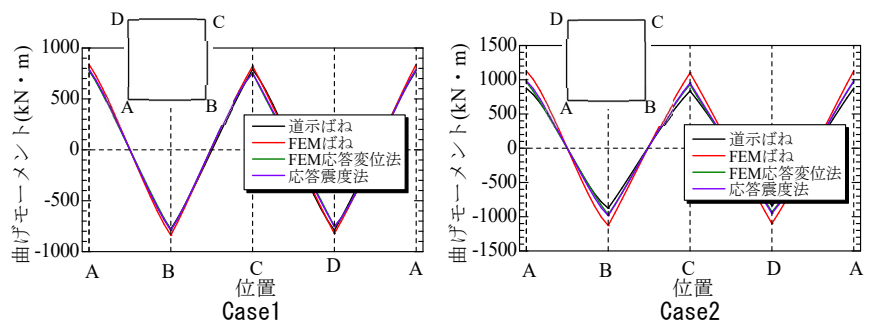 D
C
A
B
1000
500
0
-500
-1000
曲げモーメント(kN・m)
道示ばね
FEMばね
FEM応答変位法
応答震度法
A
B
C
D
A
位置
Case1
D
C
A
B
1500
1000
500
0
-500
-1000
-1500
曲げモーメント(kN・m)
道示ばね
FEMばね
FEM応答変位法
応答震度法
A
B
C
D
A
位置
Case2